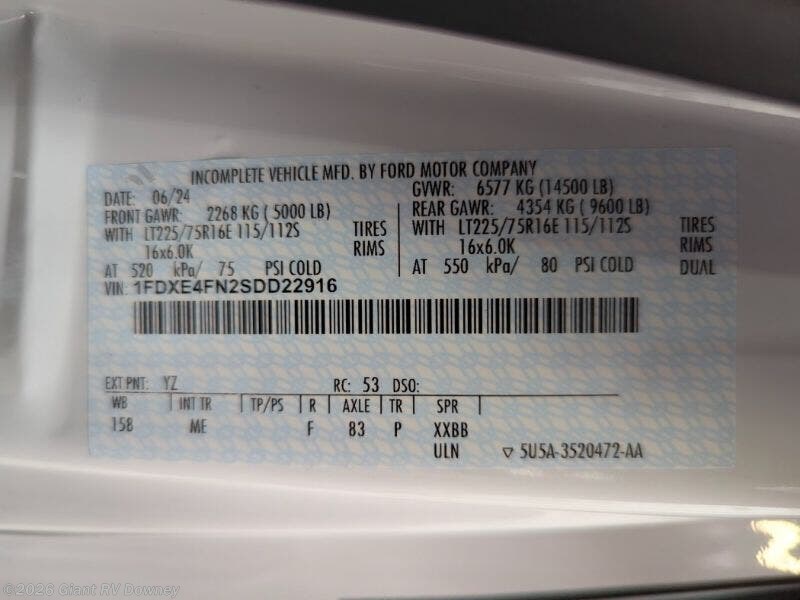 INCOMPLETE VEHICLE MFD. BY FORD MOTOR COMPANY
DATE: 06/24 GVWR: 6577 KG (14500 LB)
FRONT GAWR: 2268 KG ( 5000 LB) REAR GAWR: 4354 KG ( 9600 LB)
WITH LT225/75R16E 115/112S TIRES WITH LT225/75R16E 115/112S TIRES
16x6.0K RIMS 16x6.0K RIMS
AT 520 kPa/ 75 PSI COLD AT 550 kPa/ 80 PSI COLD DUAL
VIN: 1FDXE4FN2SDD22916
EXT PNT: YZ RC: 53 DSO:
WB INT TR TP/PS R AXLE TR SPR
158 ME F 83 P XXBB
ULN ▽ 5U5A-3520472-AA
©2026 Giant RV Downey